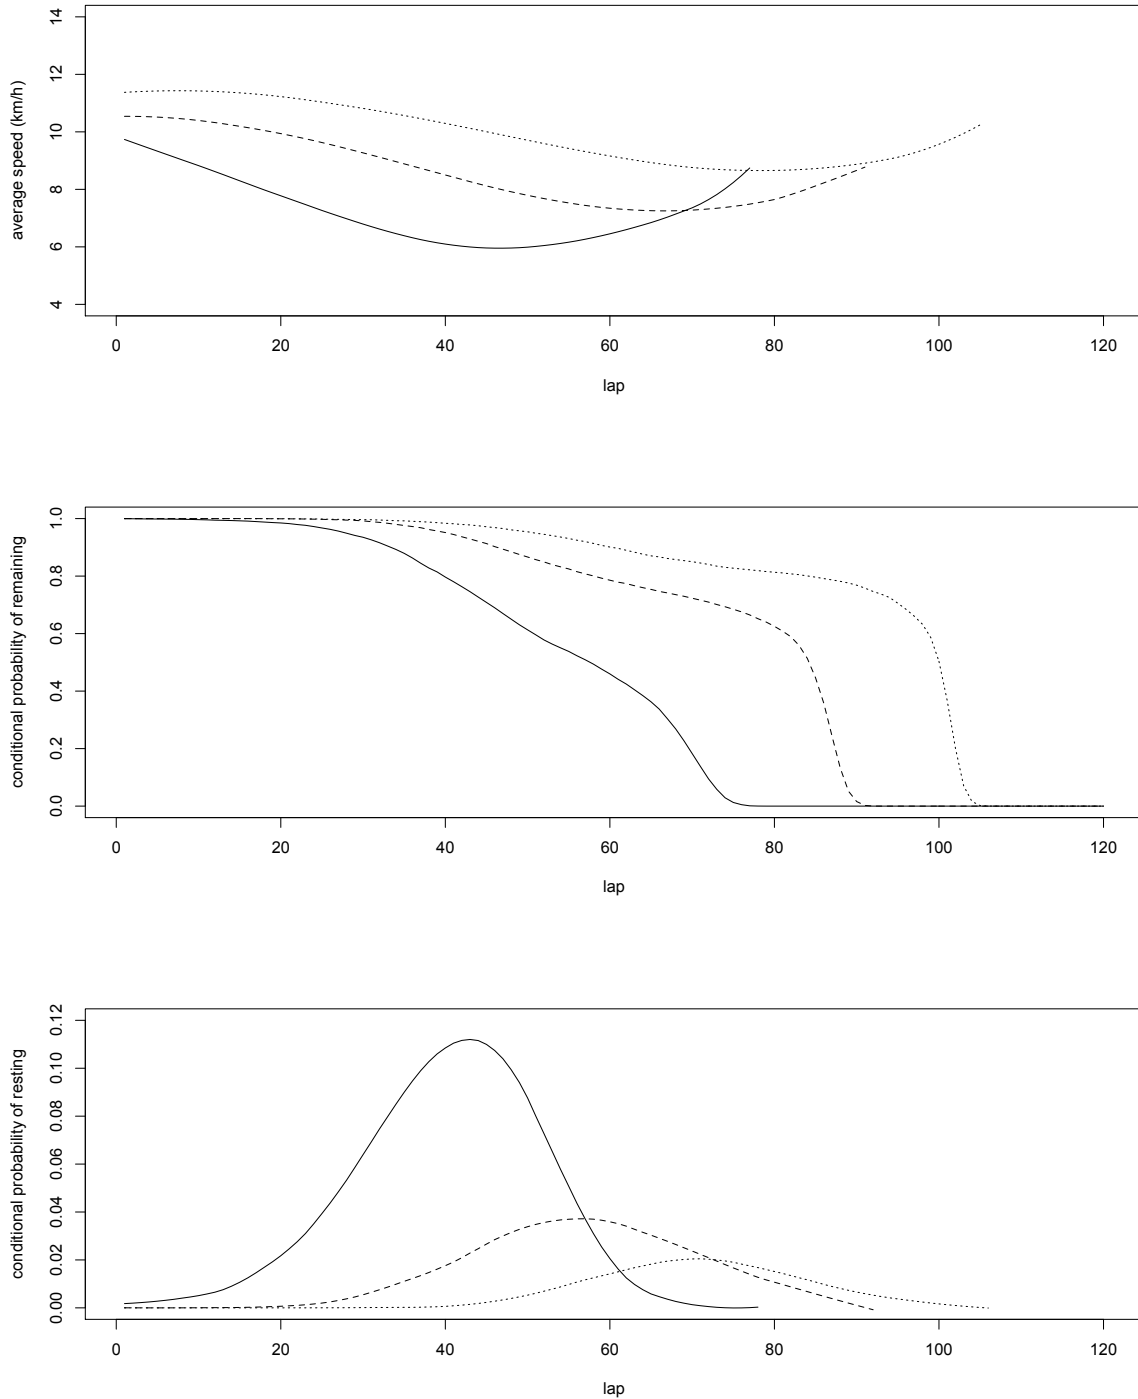 average speed (km/h)
14
12
10
8
6
4
0 20 40 60 80 100 120
lap
conditional probability of remaining
1.0
0.8
0.6
0.4
0.2
0.0
0 20 40 60 80 100 120
lap
conditional probability of resting
0.12
0.10
0.08
0.06
0.04
0.02
0.00
0 20 40 60 80 100 120
lap